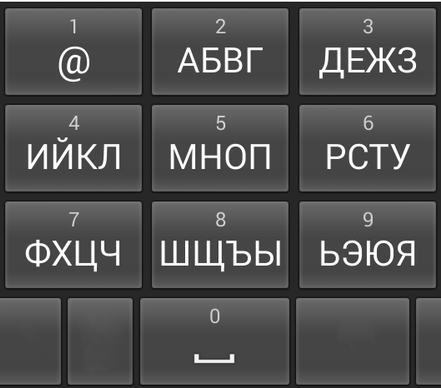 1 2 3
@ АБВГ ДЕЖЗ
4 5 6
ИЙКЛ МНОП РСТУ
7 8 9
ФХЦЧ ШЩЪЫ ЬЭЮЯ
0